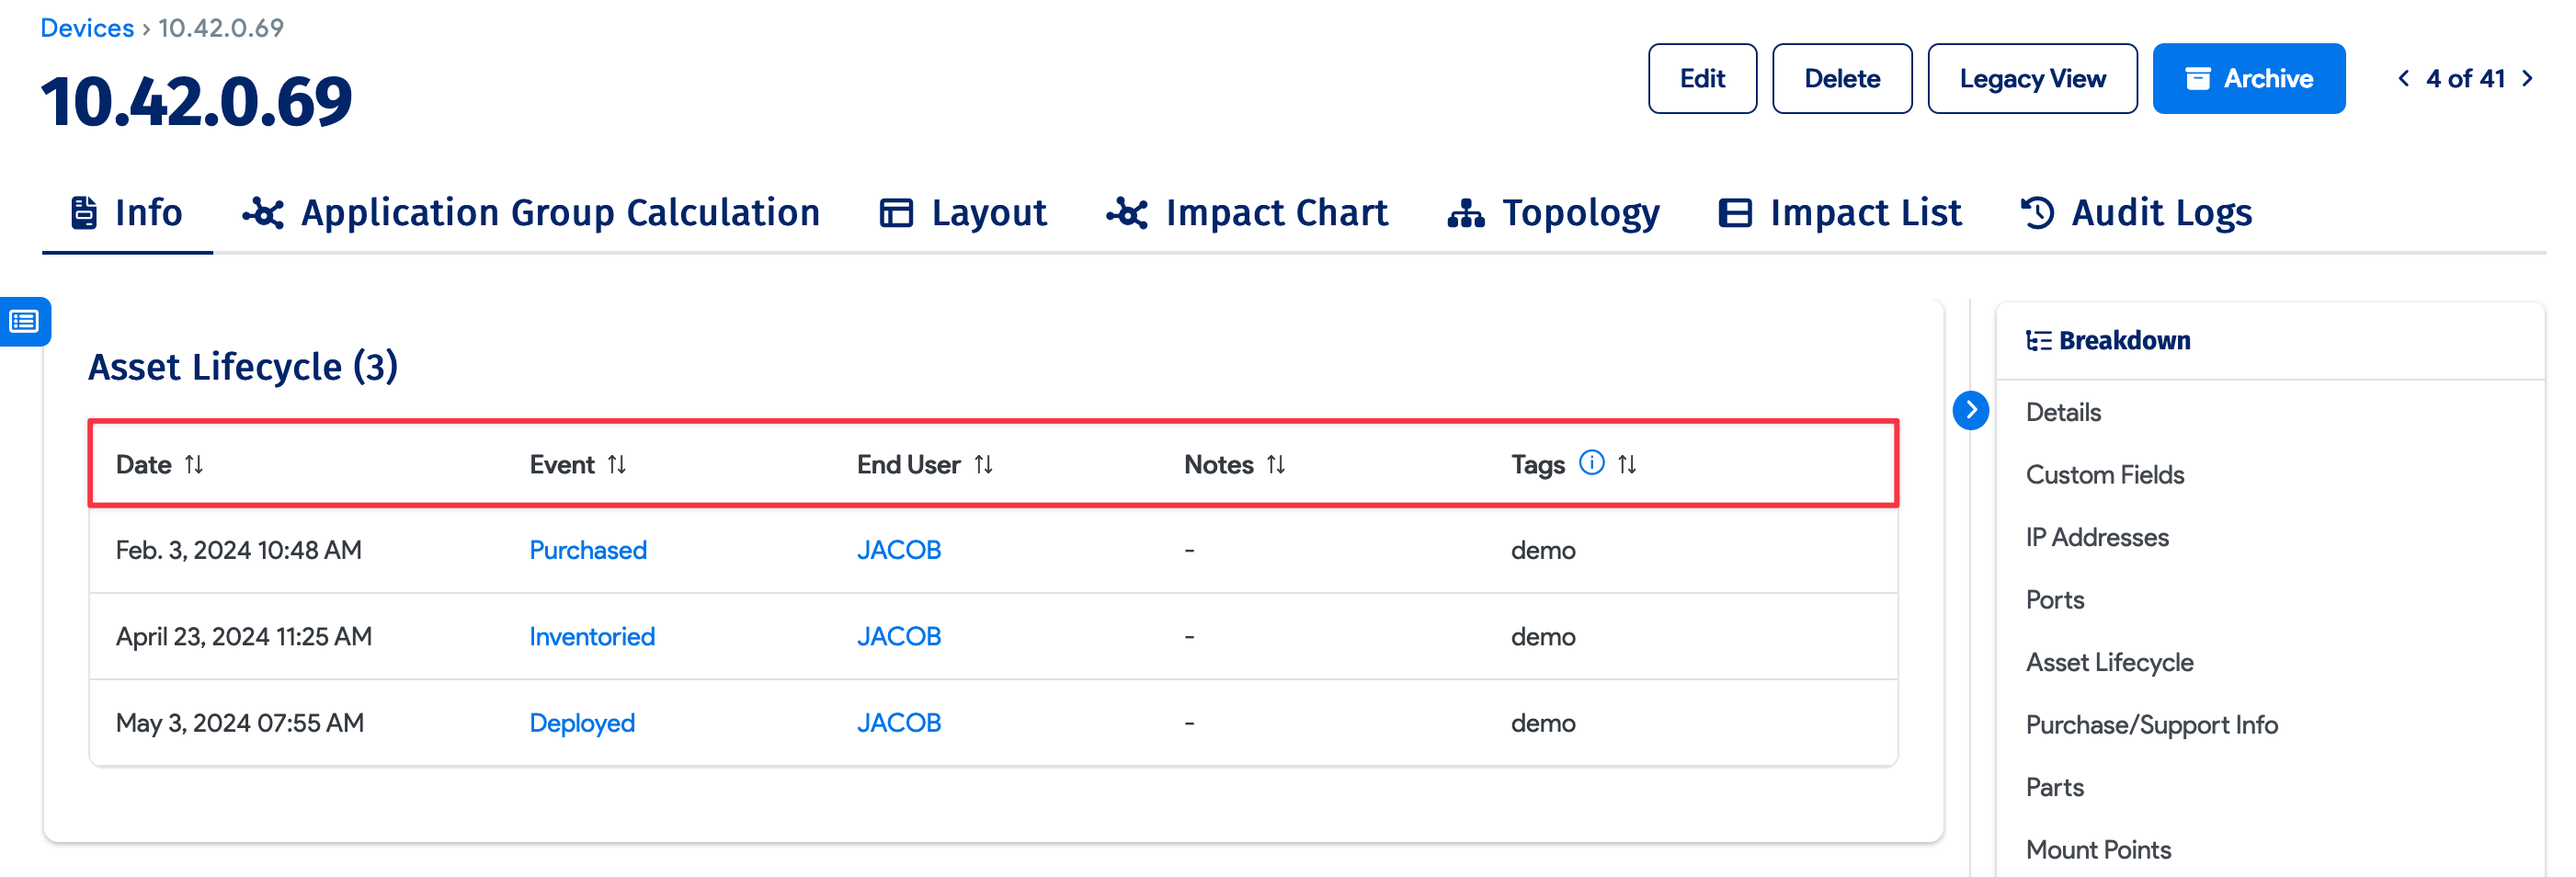 Devices › 10.42.0.69
10.42.0.69
Edit Delete Legacy View Archive 4 of 41
Info Application Group Calculation Layout Impact Chart Topology Impact List Audit Logs
Asset Lifecycle (3)
Date Event End User Notes Tags
Feb. 3, 2024 10:48 AM Purchased JACOB - demo
April 23, 2024 11:25 AM Inventoried JACOB - demo
May 3, 2024 07:55 AM Deployed JACOB - demo
Breakdown
Details
Custom Fields
IP Addresses
Ports
Asset Lifecycle
Purchase/Support Info
Parts
Mount Points